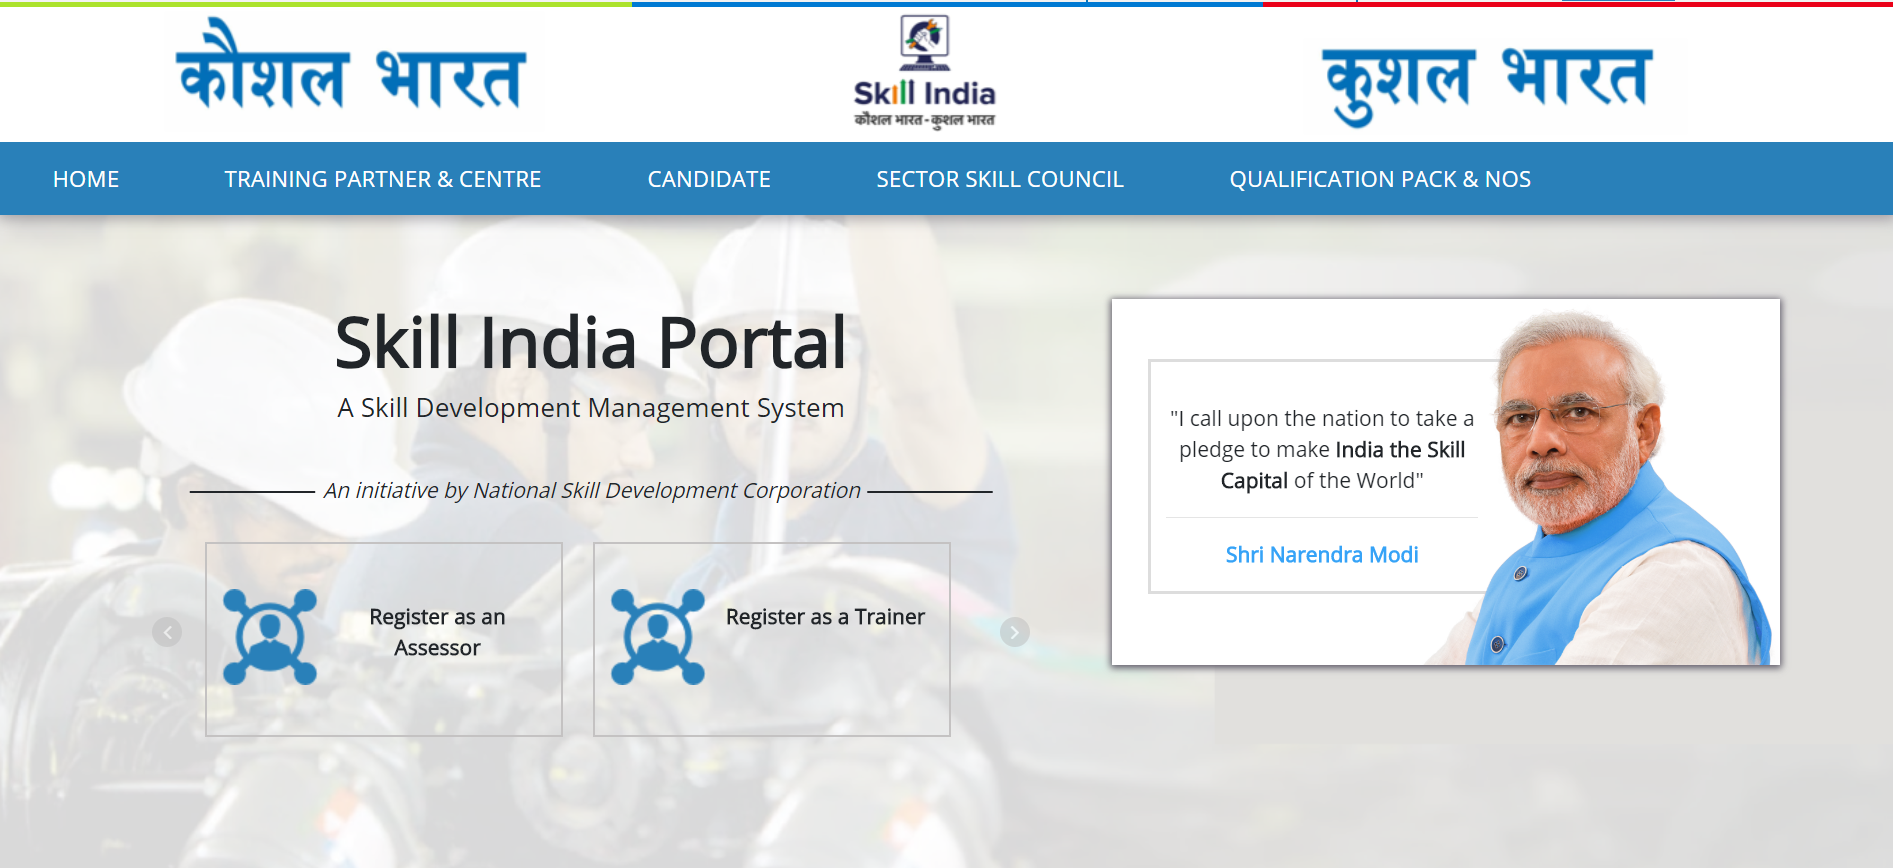 कौशल भारत
Skill India
कौशल भारत - कुशल भारत
कुशल भारत
HOME
TRAINING PARTNER & CENTRE
CANDIDATE
SECTOR SKILL COUNCIL
QUALIFICATION PACK & NOS
Skill India Portal
A Skill Development Management System
An initiative by National Skill Development Corporation
Register as an
Assessor
Register as a Trainer
"I call upon the nation to take a
pledge to make India the Skill
Capital of the World"
Shri Narendra Modi